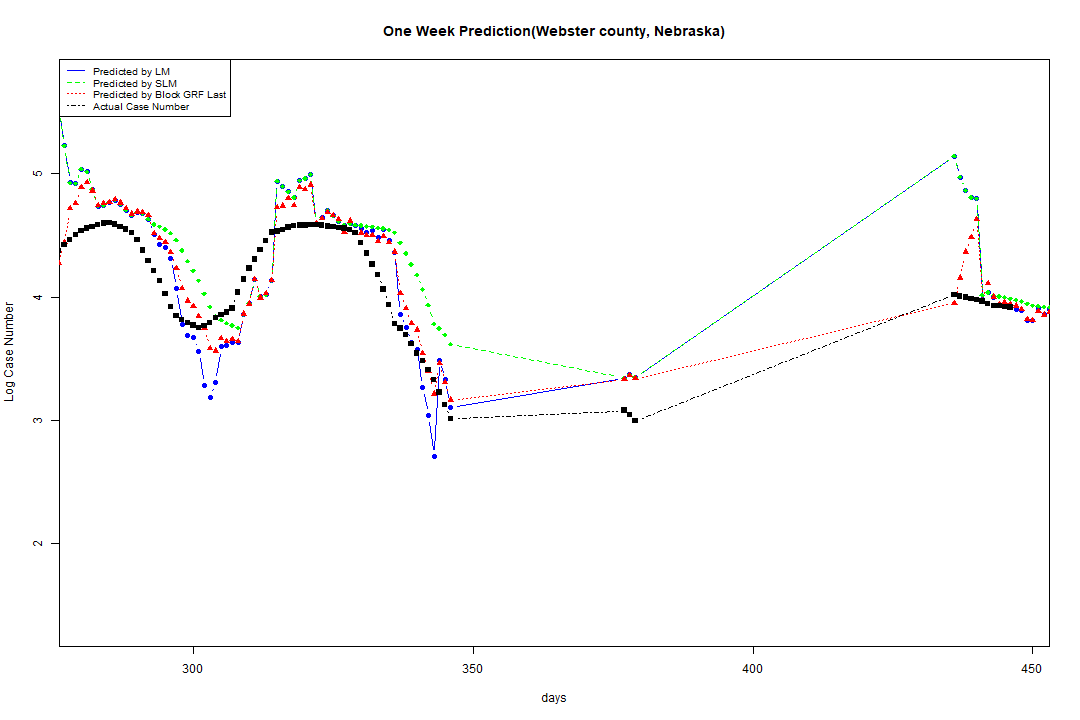 One Week Prediction(Webster county, Nebraska)
Predicted by LM
Predicted by SLM
Predicted by Block GRF Last
Actual Case Number
5
4
3
2
Log Case Number
300
350
400
450
days